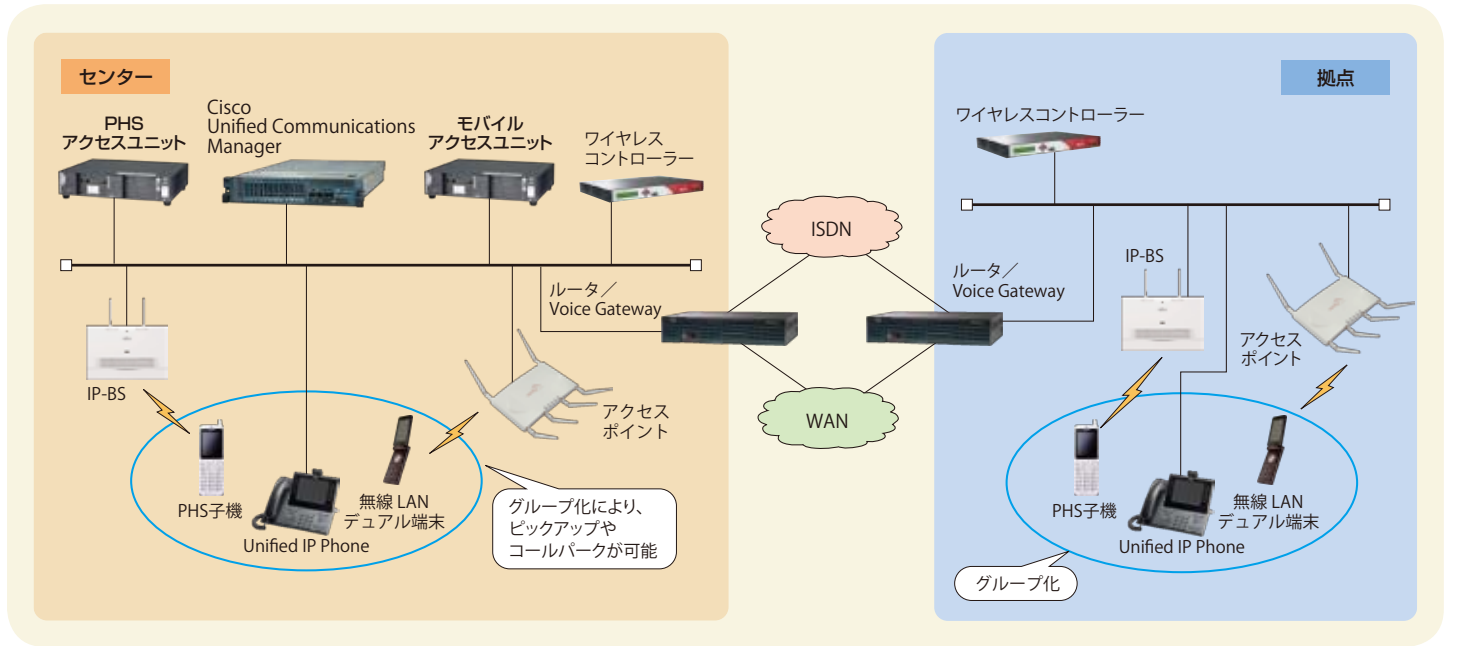 センター
PHS
アクセスユニット
Cisco
Unified Communications
Manager
モバイル
アクセスユニット
ワイヤレス
コントローラー
IP-BS
ルータ／
Voice Gateway
アクセス
ポイント
PHS子機
Unified IP Phone
無線 LAN
デュアル端末
グループ化により、
ピックアップや
コールパークが可能
ISDN
WAN
拠点
ワイヤレスコントローラー
ルータ／
Voice Gateway
IP-BS
アクセス
ポイント
PHS子機
Unified IP Phone
無線 LAN
デュアル端末
グループ化